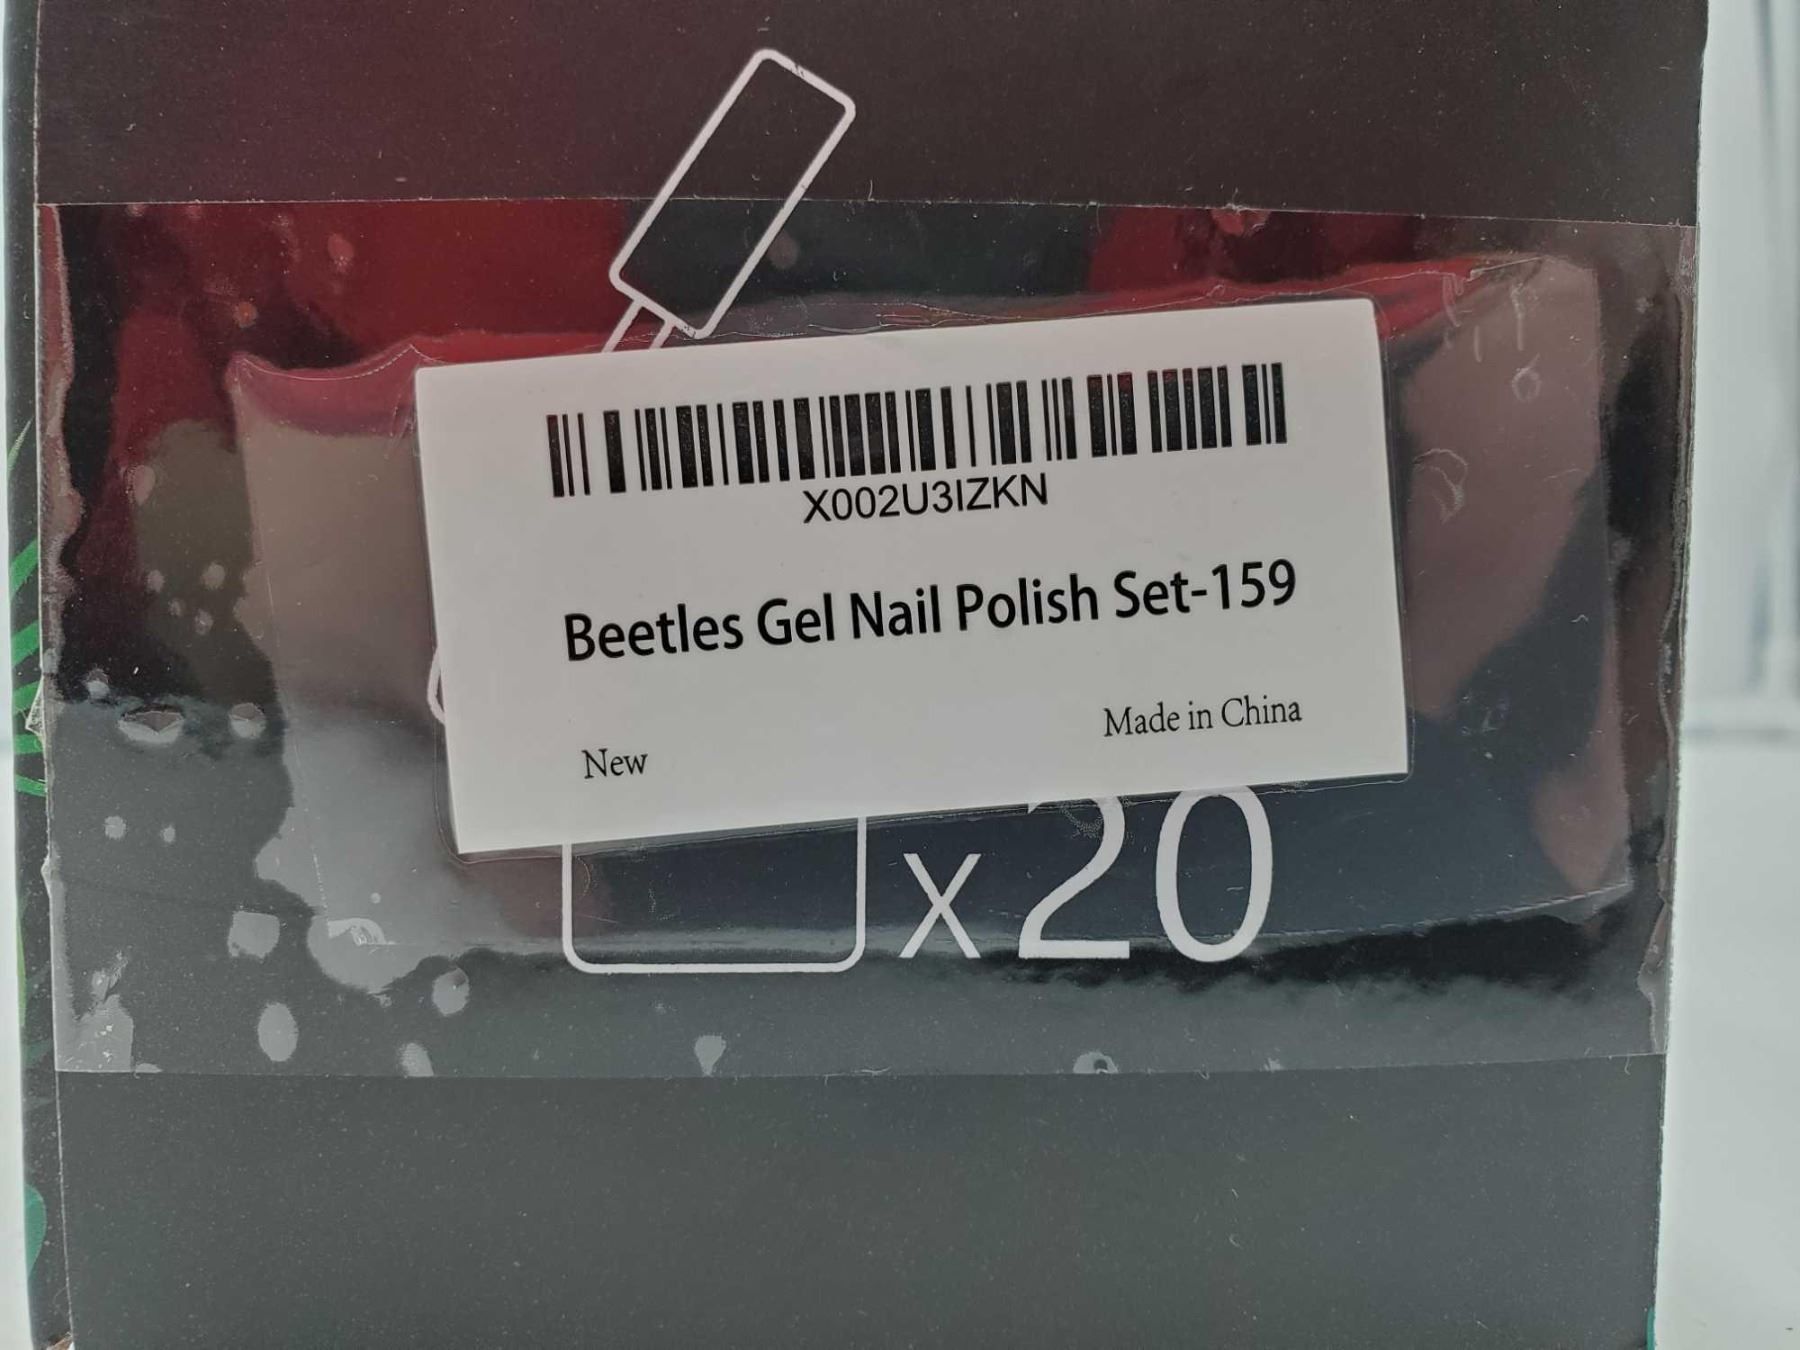 X002U3IZKN
Beetles Gel Nail Polish Set-159
New
Made in China
x20